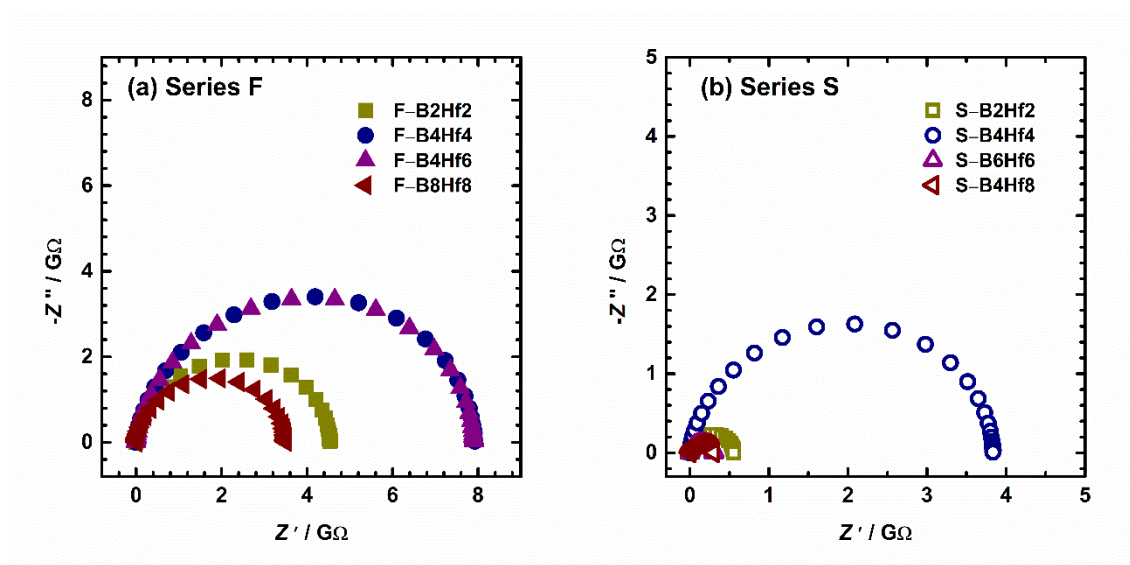 (a) Series F
F–B2Hf2
F–B4Hf4
F–B4Hf6
F–B8Hf8
8
6
4
2
0
-Z" / GΩ
0 2 4 6 8
Z' / GΩ
(b) Series S
S–B2Hf2
S–B4Hf4
S–B6Hf6
S–B4Hf8
5
4
3
2
1
0
-Z" / GΩ
0 1 2 3 4 5
Z' / GΩ